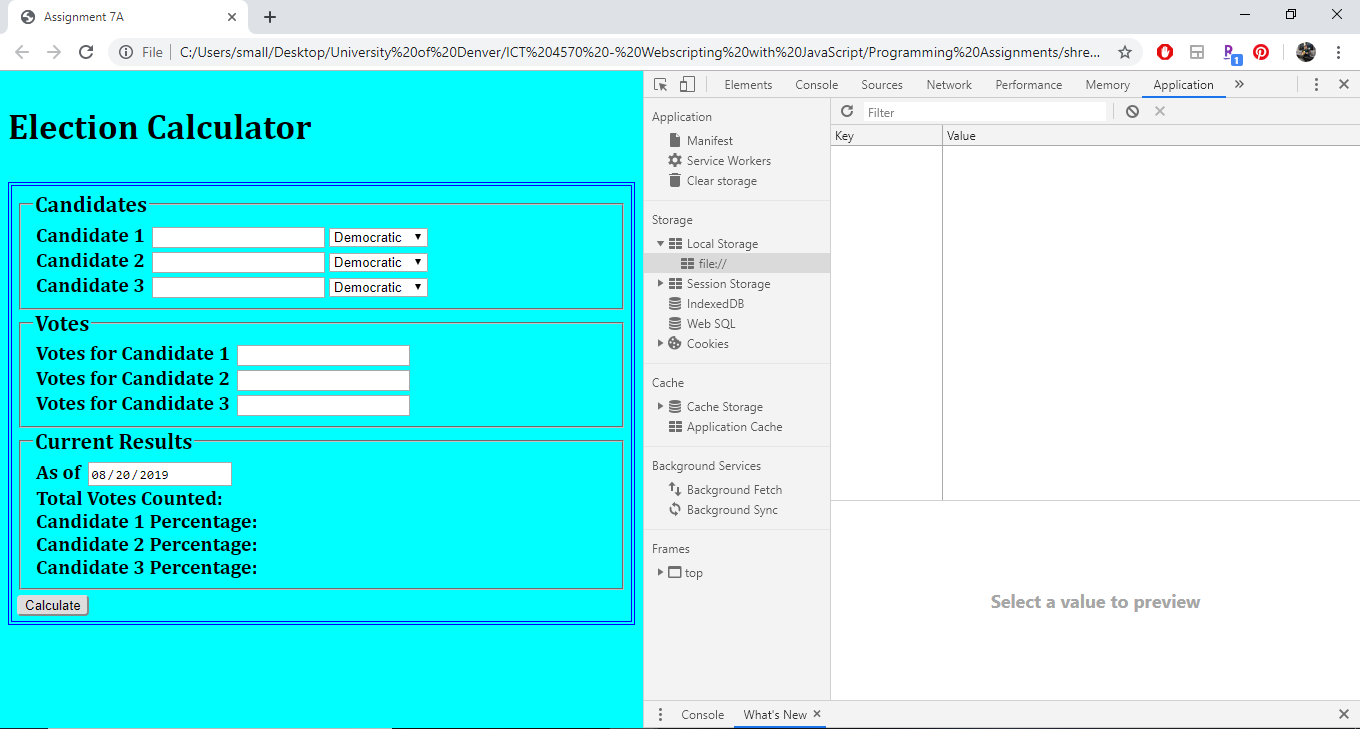 Assignment 7A
File C:/Users/small/Desktop/University%20of%20Denver/ICT%204570%20-%20Webscripting%20with%20JavaScript/Programming%20Assignments/shre...
1
Elements Console Sources Network Performance Memory Application
Election Calculator
Candidates
Candidate 1 Democratic
Candidate 2 Democratic
Candidate 3 Democratic
Votes
Votes for Candidate 1
Votes for Candidate 2
Votes for Candidate 3
Current Results
As of 08/20/2019
Total Votes Counted:
Candidate 1 Percentage:
Candidate 2 Percentage:
Candidate 3 Percentage:
Calculate
Application
Manifest
Service Workers
Clear storage
Storage
Local Storage
file://
Session Storage
IndexedDB
Web SQL
Cookies
Cache
Cache Storage
Application Cache
Background Services
Background Fetch
Background Sync
Frames
top
Filter
Key Value
Select a value to preview
Console What's New